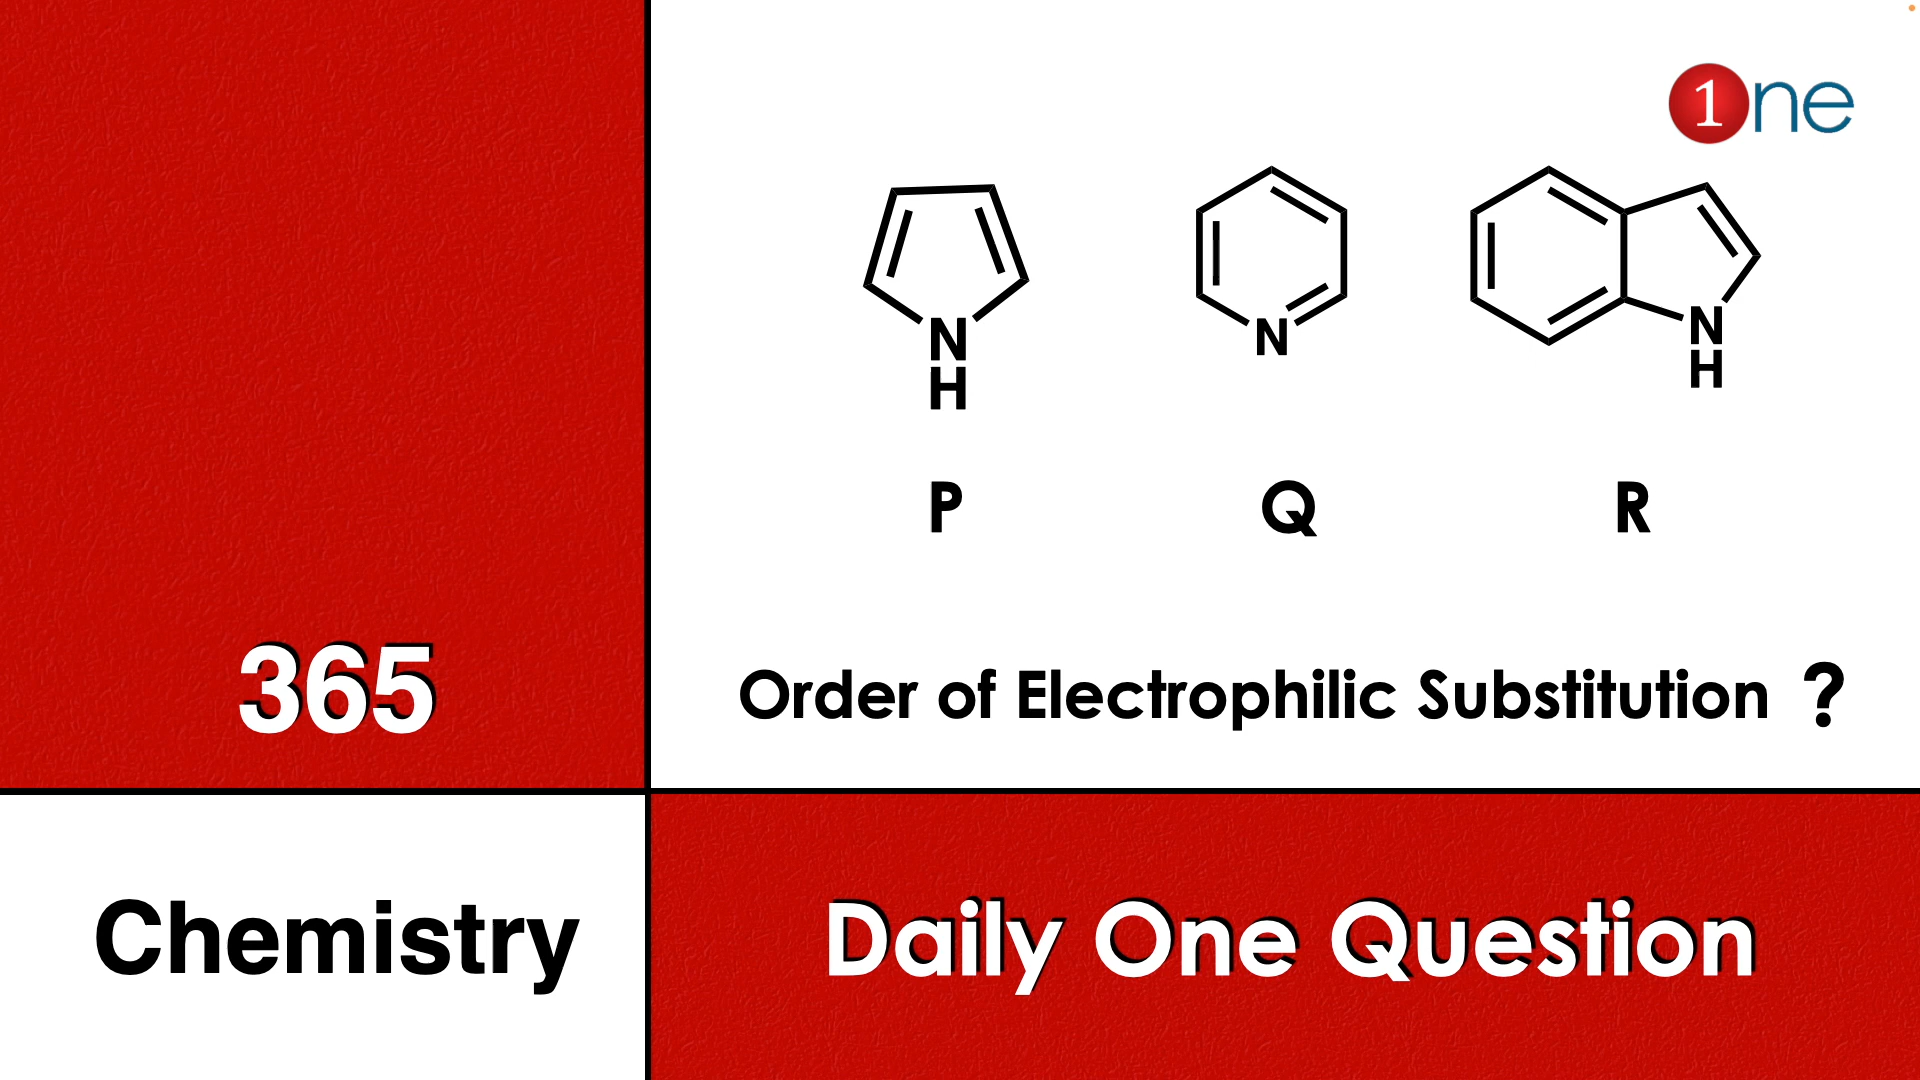 1ne
N
H
N
N
H
P Q R
365
Order of Electrophilic Substitution ?
Chemistry
Daily One Question